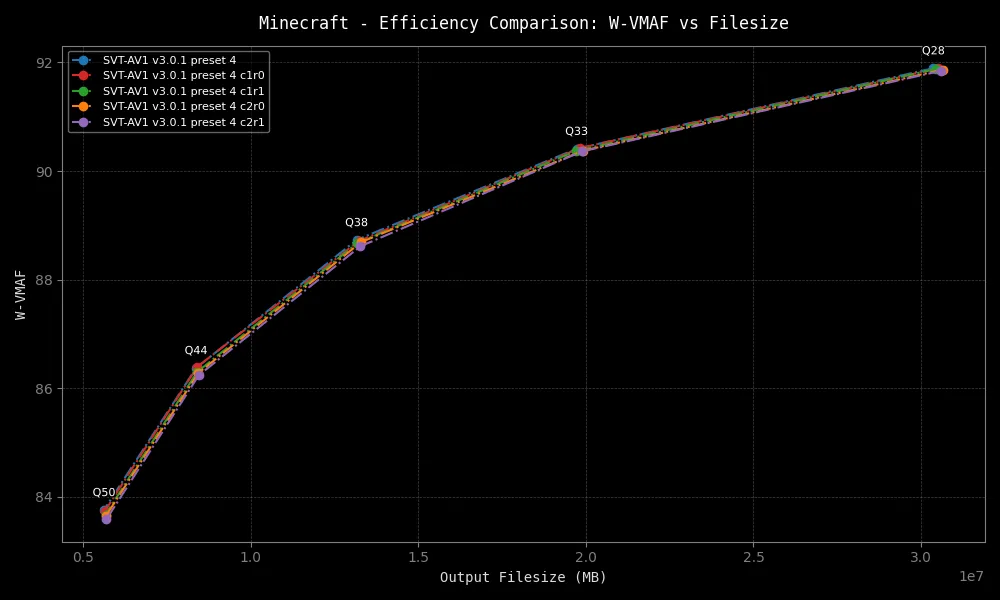 Minecraft - Efficiency Comparison: W-VMAF vs Filesize
SVT-AV1 v3.0.1 preset 4
SVT-AV1 v3.0.1 preset 4 c1r0
SVT-AV1 v3.0.1 preset 4 c1r1
SVT-AV1 v3.0.1 preset 4 c2r0
SVT-AV1 v3.0.1 preset 4 c2r1
Q28
Q33
Q38
Q44
Q50
W-VMAF
92
90
88
86
84
0.5 1.0 1.5 2.0 2.5 3.0
1e7
Output Filesize (MB)